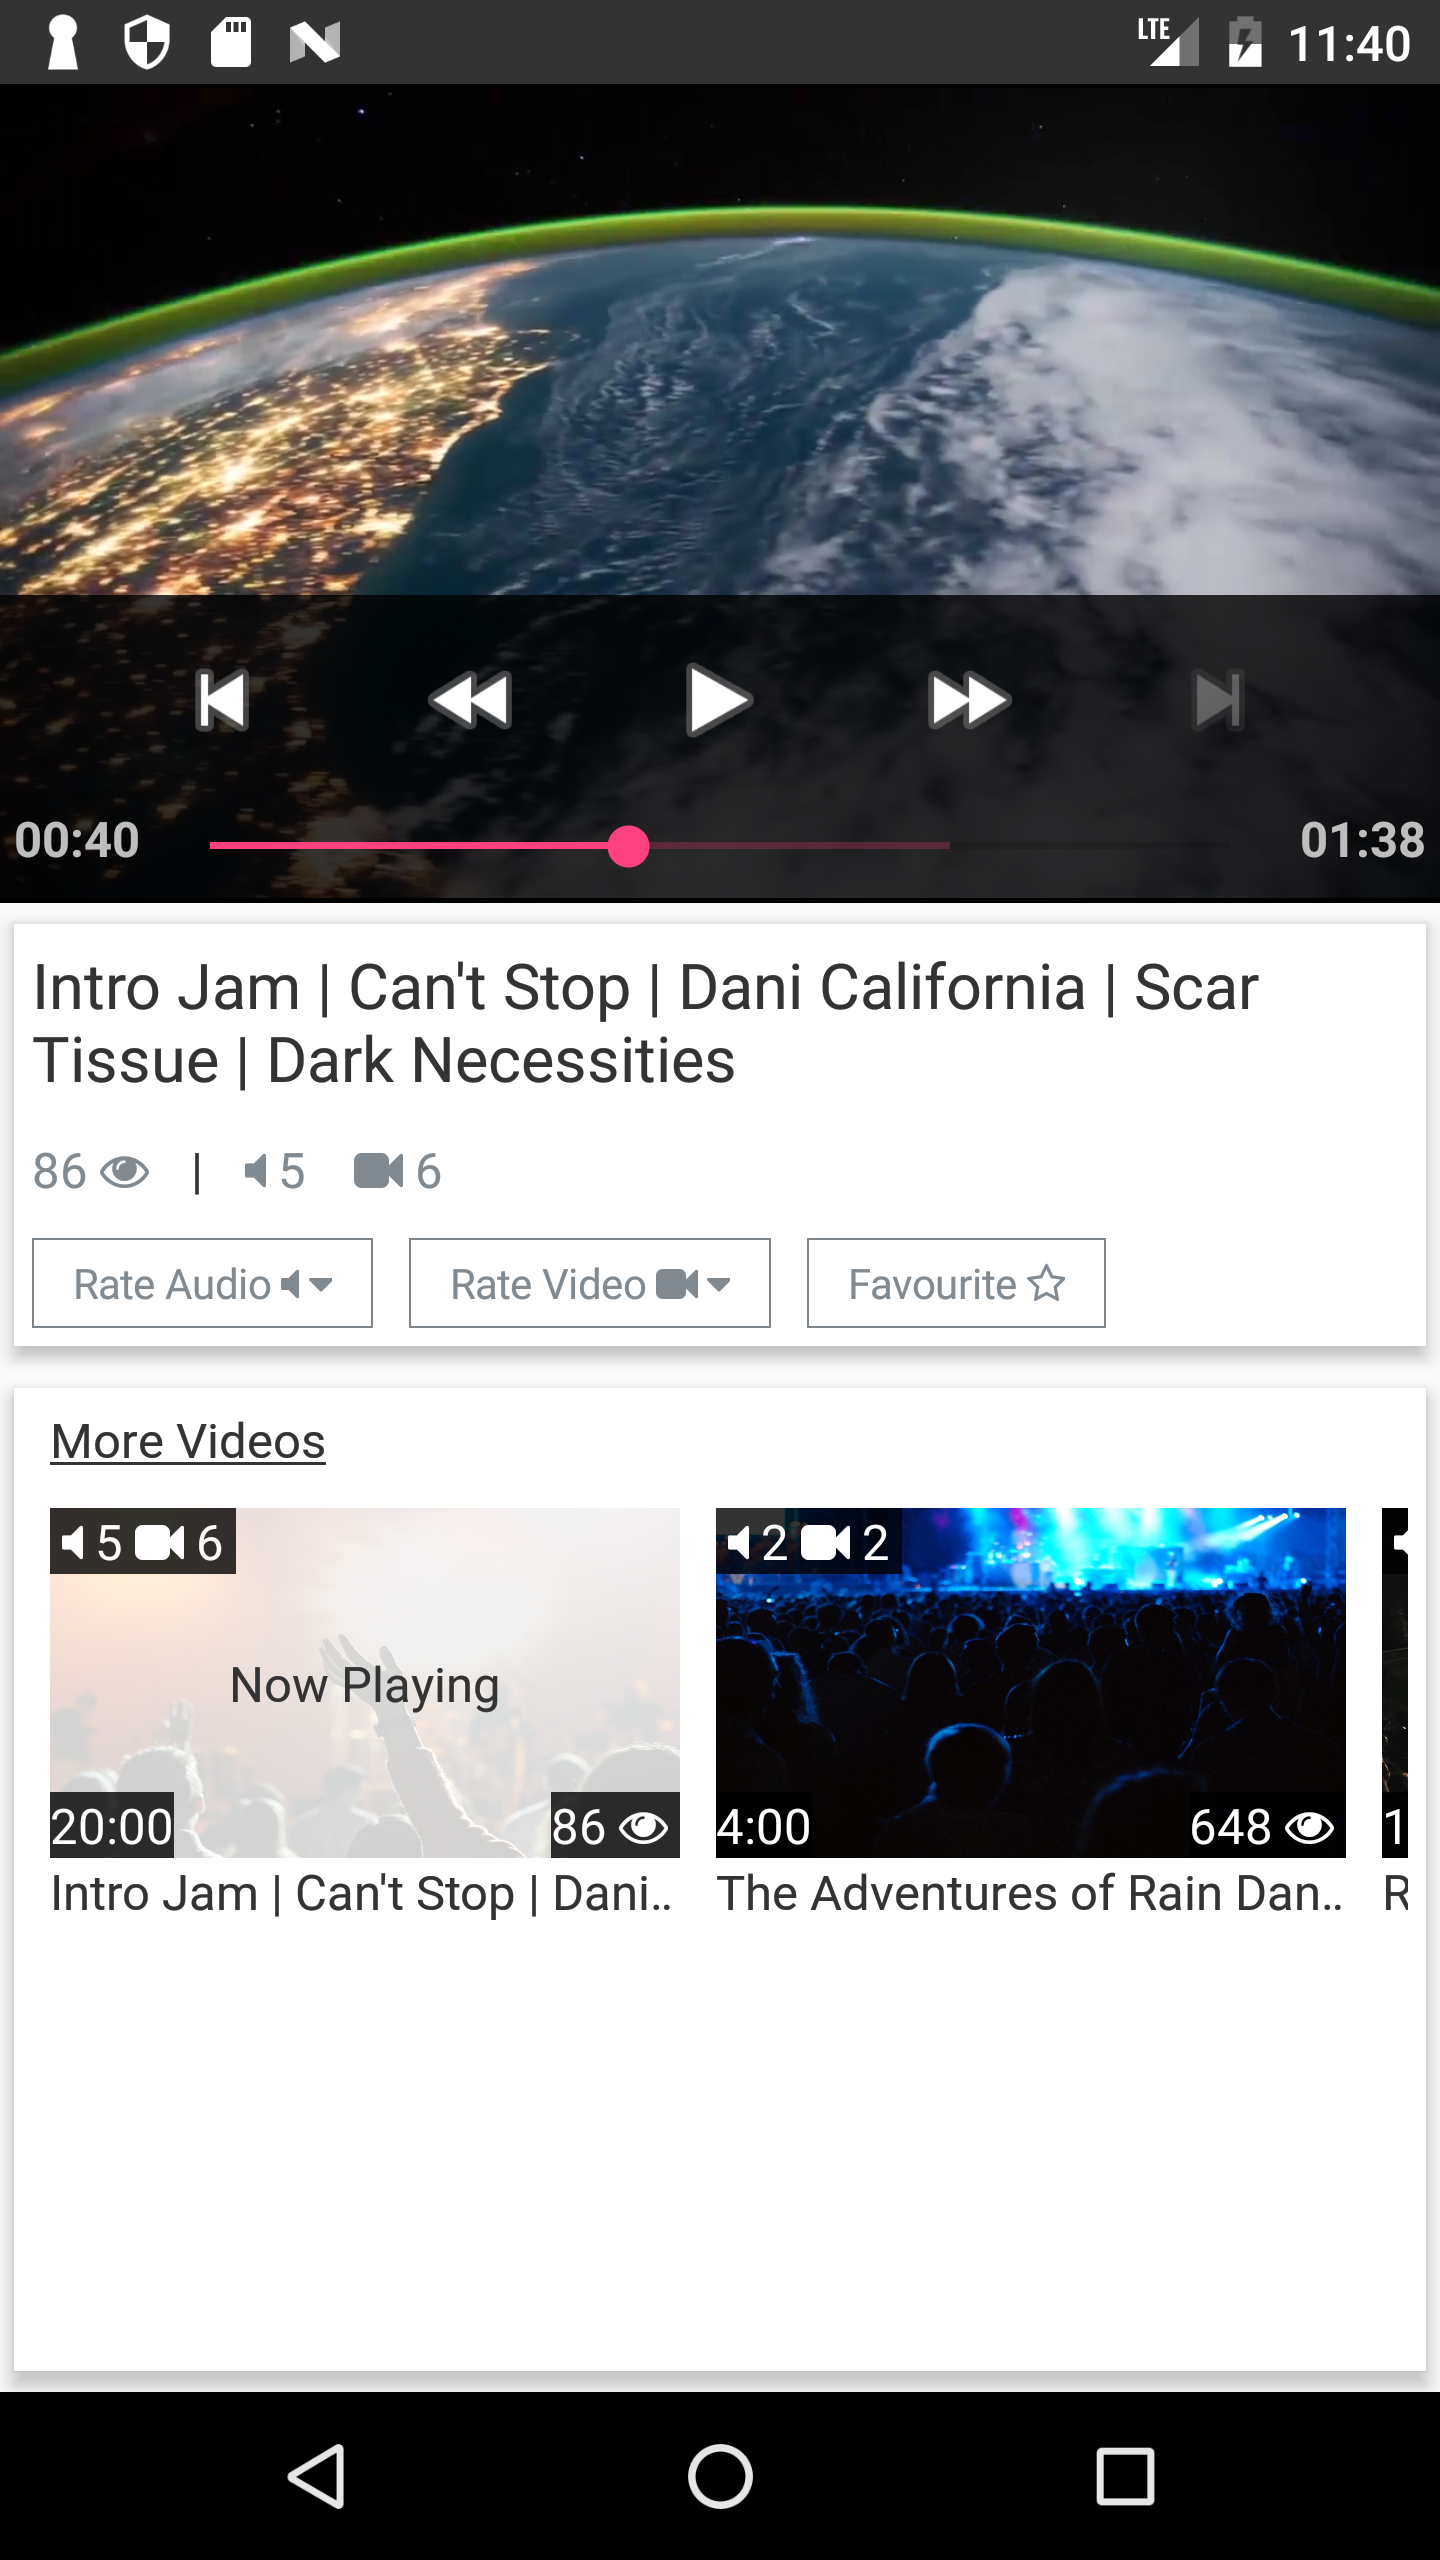 LTE 11:40
00:40 01:38
Intro Jam | Can't Stop | Dani California | Scar
Tissue | Dark Necessities
86 | 5 6
Rate Audio Rate Video Favourite
More Videos
5 6 2 2
Now Playing
20:00 86 4:00 648 1
Intro Jam | Can't Stop | Dani.. The Adventures of Rain Dan.. R